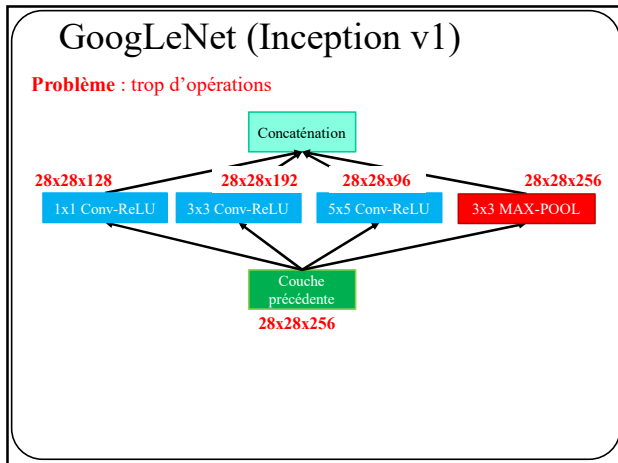 GoogLeNet (Inception v1)
Problème : trop d'opérations
Concaténation
28x28x128
28x28x192
28x28x96
28x28x256
1x1 Conv-ReLU
3x3 Conv-ReLU
5x5 Conv-ReLU
3x3 MAX-POOL
Couche
précédente
28x28x256